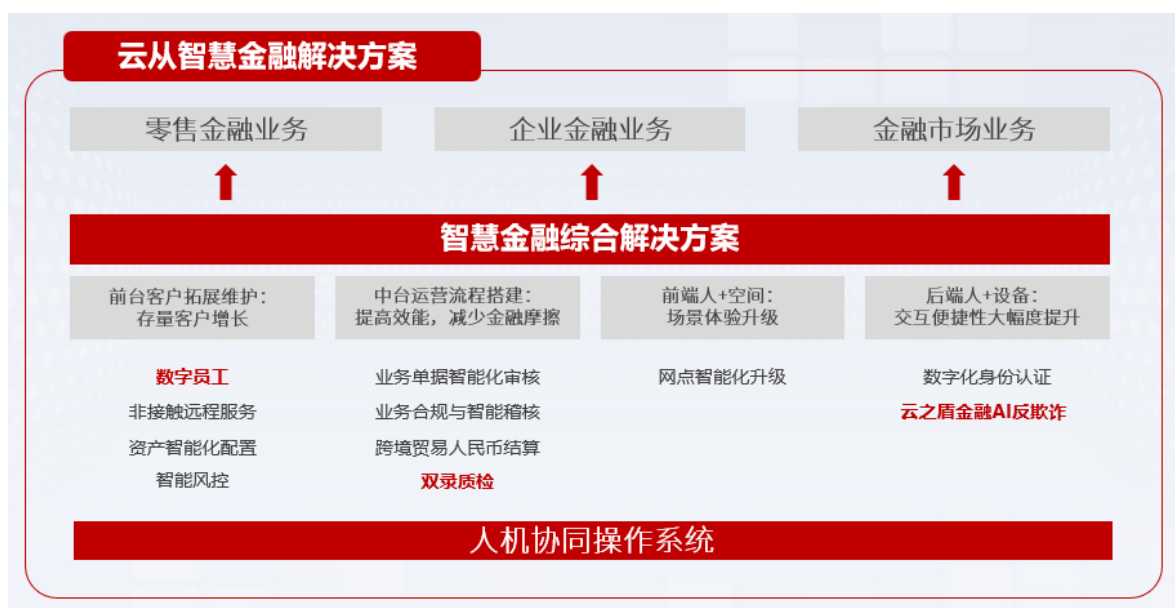 云从智慧金融解决方案
零售金融业务
企业金融业务
金融市场业务
智慧金融综合解决方案
前台客户拓展维护：
存量客户增长
中台运营流程搭建：
提高效能，减少金融摩擦
前端人+空间：
场景体验升级
后端人+设备：
交互便捷性大幅度提升
数字员工
非接触远程服务
资产智能化配置
智能风控
业务单据智能化审核
业务合规与智能稽核
跨境贸易人民币结算
双录质检
网点智能化升级
数字化身份认证
云之盾金融AI反欺诈
人机协同操作系统